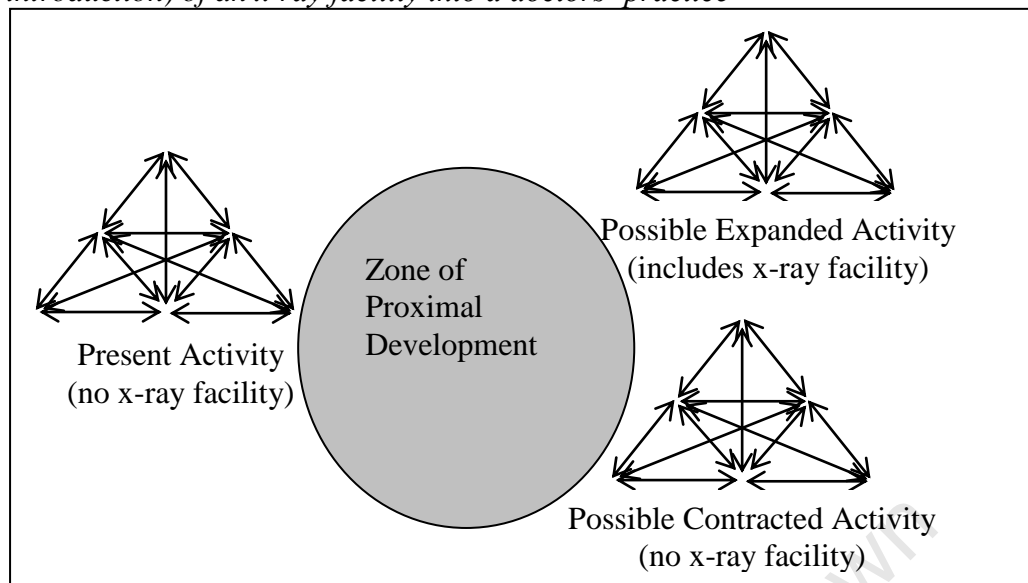 introduction) of an x-ray facility into a doctors' practice
Possible Expanded Activity
(includes x-ray facility)
Zone of
Proximal
Development
Present Activity
(no x-ray facility)
Possible Contracted Activity
(no x-ray facility)
wn